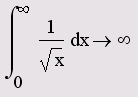 ∫₀^∞ 1/√x dx → ∞